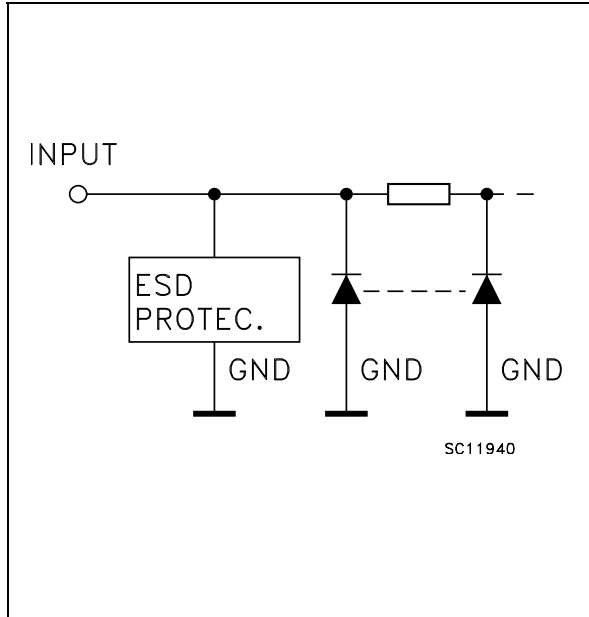 INPUT
ESD
PROTEC.
GND
GND
GND
SC11940